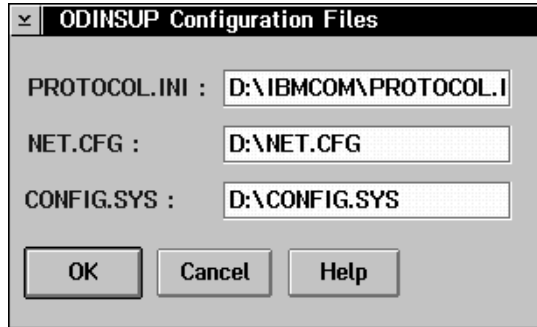 ODINSUP Configuration Files
PROTOCOL.INI : D:\IBMCOM\PROTOCOL.I
NET.CFG : D:\NET.CFG
CONFIG.SYS : D:\CONFIG.SYS
OK Cancel Help